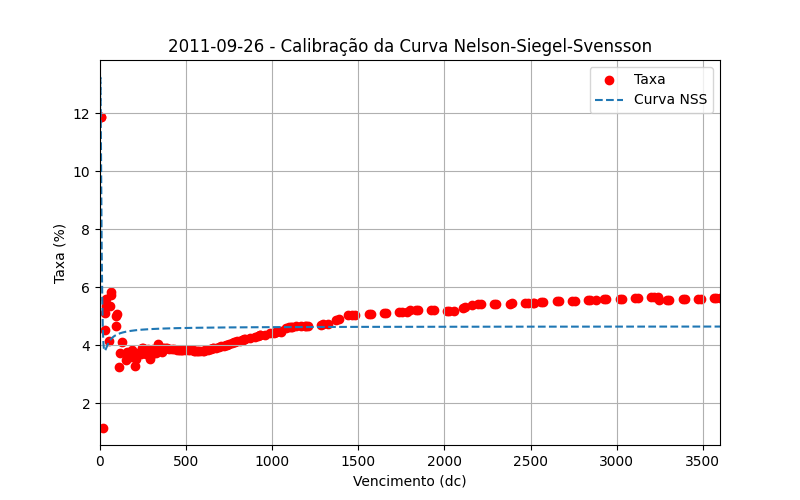 2011-09-26 - Calibração da Curva Nelson-Siegel-Svensson
Taxa
Curva NSS
Taxa (%)
12
10
8
6
4
2
0 500 1000 1500 2000 2500 3000 3500
Vencimento (dc)